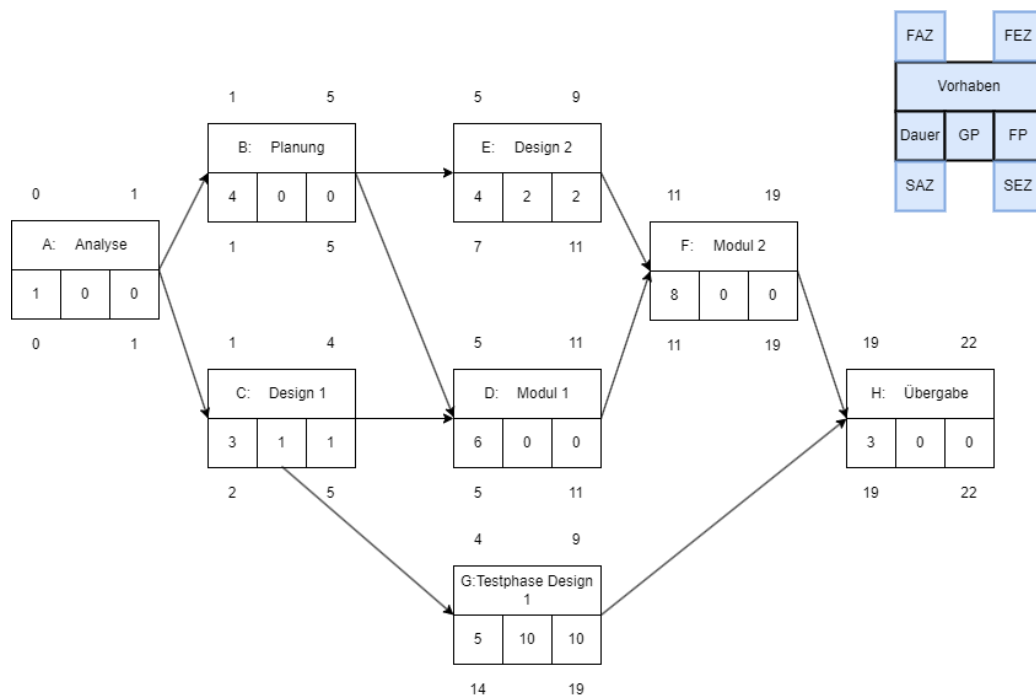 FAZ FEZ
Vorhaben
Dauer GP FP
SAZ SEZ
1 5
B: Planung
4 0 0
1 5
5 9
E: Design 2
4 2 2
7 11
0 1
A: Analyse
1 0 0
0 1
11 19
F: Modul 2
8 0 0
11 19
1 4
C: Design 1
3 1 1
2 5
5 11
D: Modul 1
6 0 0
5 11
19 22
H: Übergabe
3 0 0
19 22
4 9
G:Testphase Design
1
5 10 10
14 19